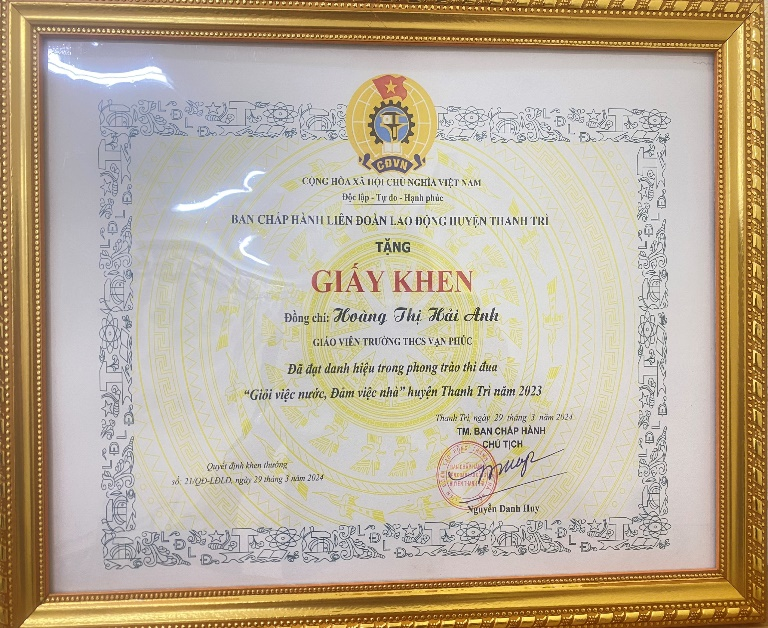 CĐVN
CỘNG HÒA XÃ HỘI CHỦ NGHĨA VIỆT NAM
Độc lập - Tự do - Hạnh phúc
BAN CHẤP HÀNH LIÊN ĐOÀN LAO ĐỘNG HUYỆN THANH TRÌ
TẶNG
GIẤY KHEN
Đồng chí: Hoàng Thị Hải Anh
GIÁO VIÊN TRƯỜNG THCS VẠN PHÚC
Đã đạt danh hiệu trong phong trào thi đua
“Giỏi việc nước, Đảm việc nhà” huyện Thanh Trì năm 2023
Thanh Trì, ngày 29 tháng 3 năm 2024
TM. BAN CHẤP HÀNH
CHỦ TỊCH
Quyết định khen thưởng
số: 21/QĐ-LĐLĐ, ngày 29 tháng 3 năm 2024
Nguyễn Danh Huy